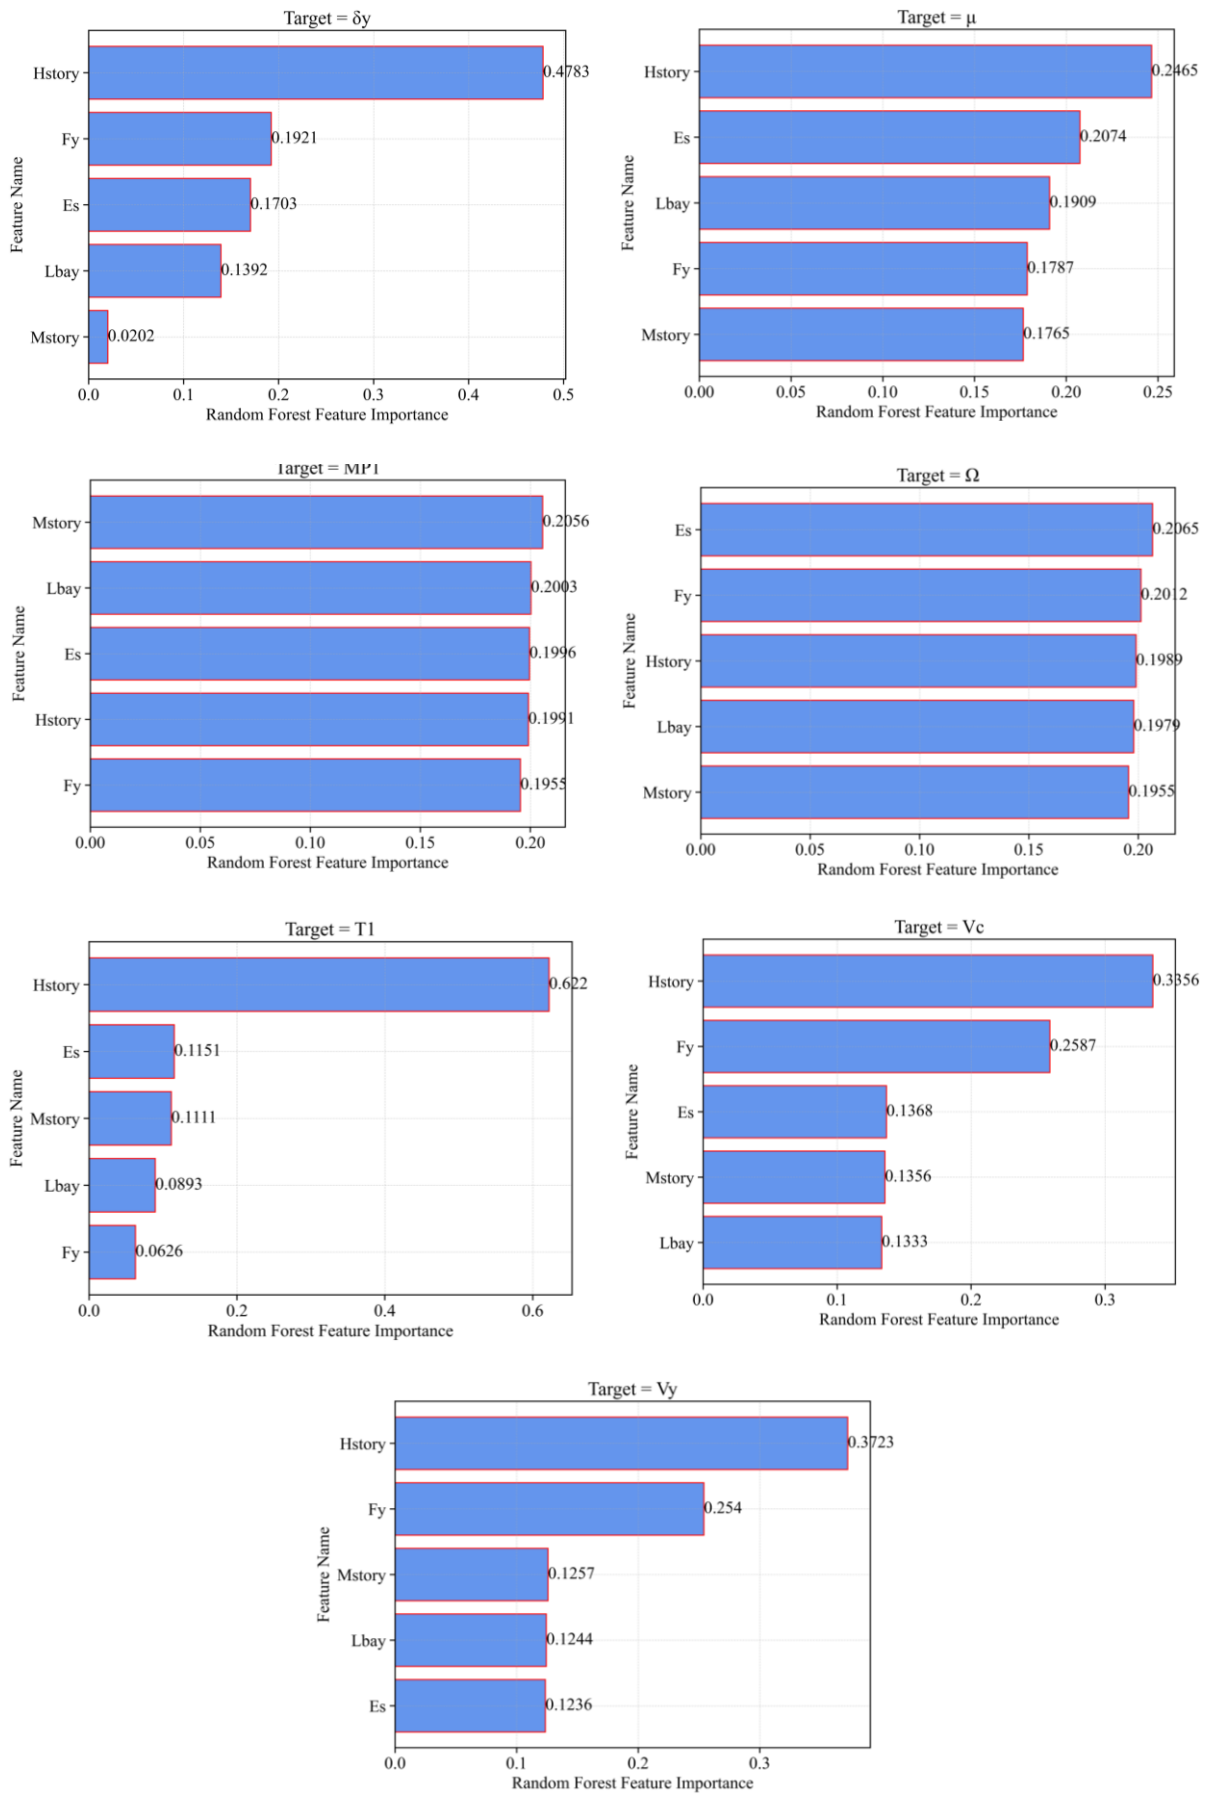 Target = δy
Feature Name
Hstory 0.4783
Fy 0.1921
Es 0.1703
Lbay 0.1392
Mstory 0.0202
0.0 0.1 0.2 0.3 0.4 0.5
Random Forest Feature Importance
Target = μ
Feature Name
Hstory 0.2465
Es 0.2074
Lbay 0.1909
Fy 0.1787
Mstory 0.1765
0.00 0.05 0.10 0.15 0.20 0.25
Random Forest Feature Importance
Target = MP1
Feature Name
Mstory 0.2056
Lbay 0.2003
Es 0.1996
Hstory 0.1991
Fy 0.1955
0.00 0.05 0.10 0.15 0.20
Random Forest Feature Importance
Target = Ω
Feature Name
Es 0.2065
Fy 0.2012
Hstory 0.1989
Lbay 0.1979
Mstory 0.1955
0.00 0.05 0.10 0.15 0.20
Random Forest Feature Importance
Target = T1
Feature Name
Hstory 0.622
Es 0.1151
Mstory 0.1111
Lbay 0.0893
Fy 0.0626
0.0 0.2 0.4 0.6
Random Forest Feature Importance
Target = Vc
Feature Name
Hstory 0.3356
Fy 0.2587
Es 0.1368
Mstory 0.1356
Lbay 0.1333
0.0 0.1 0.2 0.3
Random Forest Feature Importance
Target = Vy
Feature Name
Hstory 0.3723
Fy 0.254
Mstory 0.1257
Lbay 0.1244
Es 0.1236
0.0 0.1 0.2 0.3
Random Forest Feature Importance